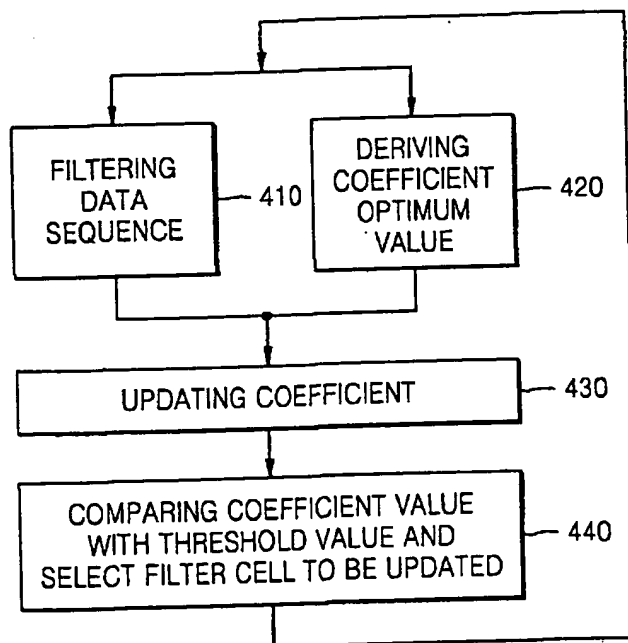 FILTERING
DATA
SEQUENCE
410
DERIVING
COEFFICIENT
OPTIMUM
VALUE
420
UPDATING COEFFICIENT
430
COMPARING COEFFICIENT VALUE
WITH THRESHOLD VALUE AND
SELECT FILTER CELL TO BE UPDATED
440